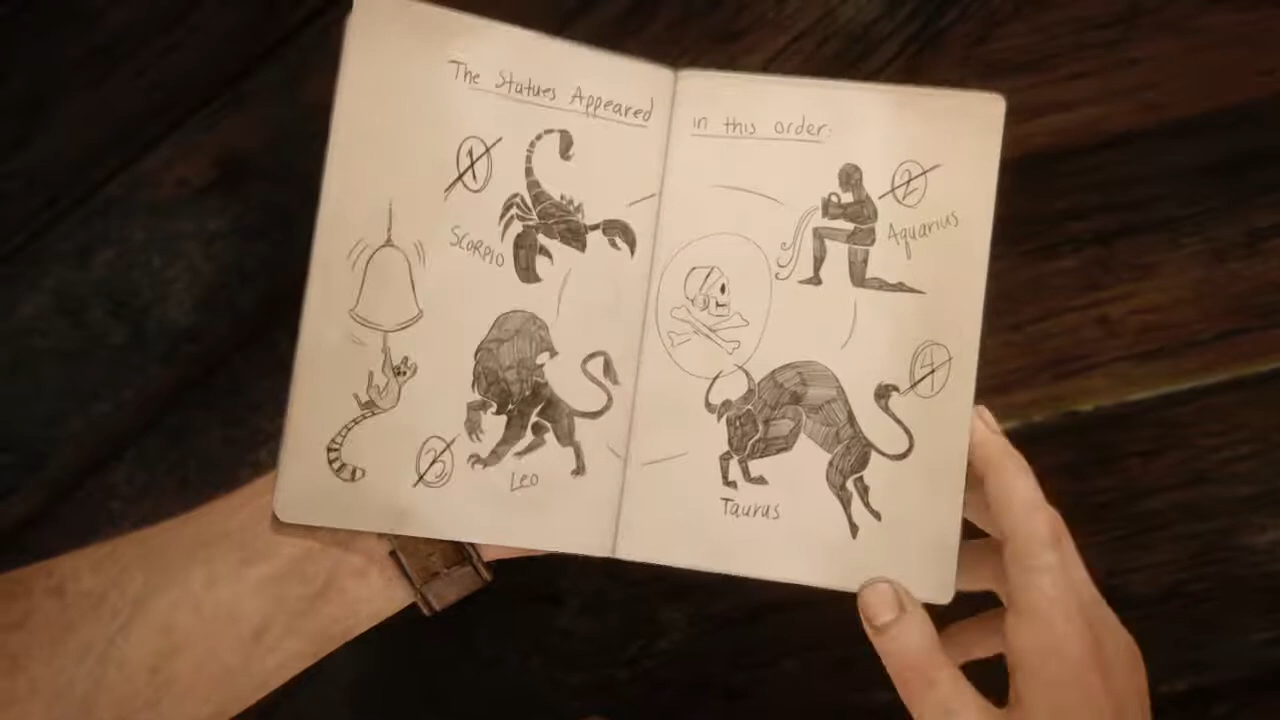 The Statues Appeared
in this order:
1
SCORPIO
2
Aquarius
3
Leo
4
Taurus